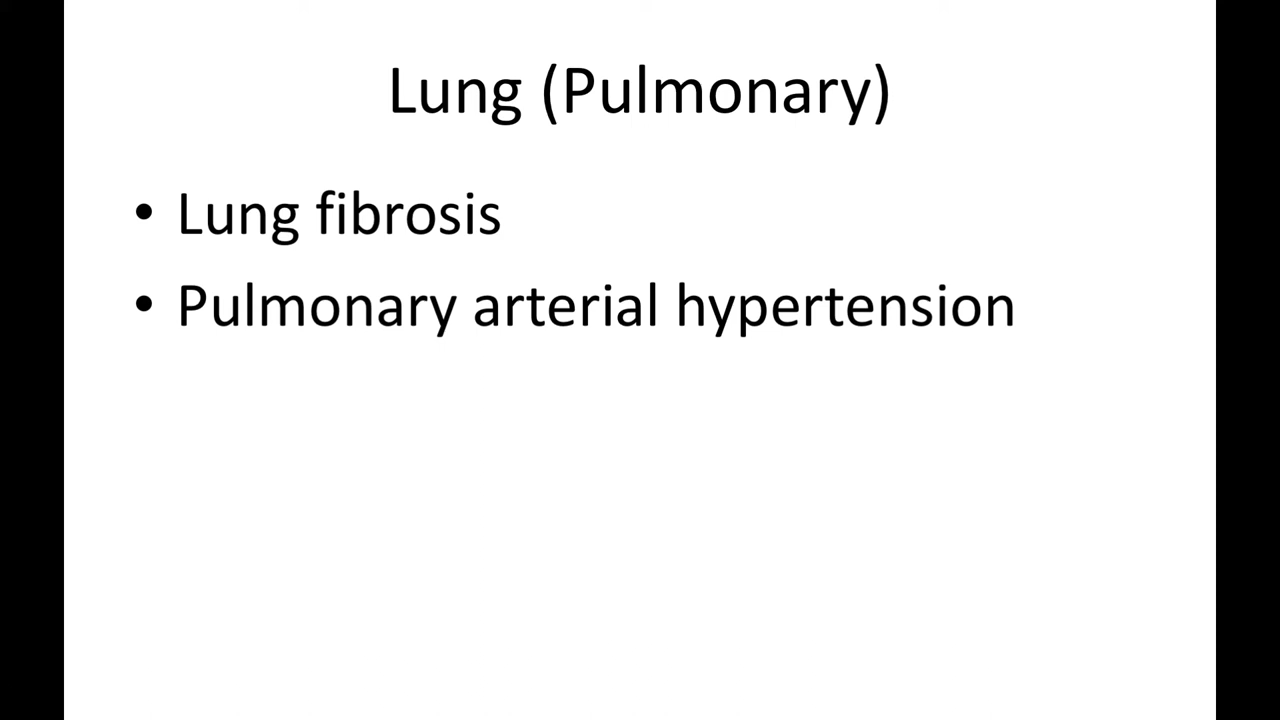 Lung (Pulmonary)
• Lung fibrosis
• Pulmonary arterial hypertension